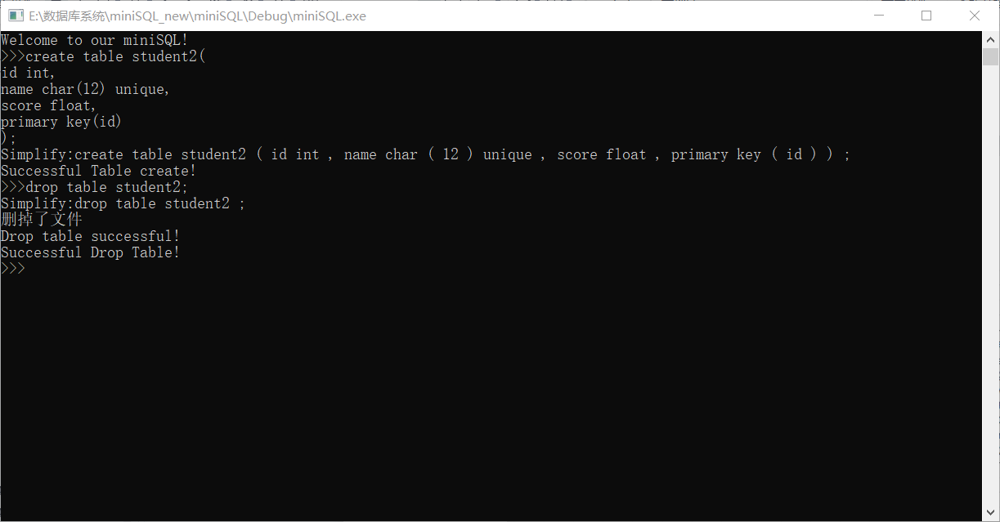 E:\数据库系统\miniSQL_new\miniSQL\Debug\miniSQL.exe
Welcome to our miniSQL!
>>>create table student2(
id int,
name char(12) unique,
score float,
primary key(id)
);
Simplify:create table student2 ( id int , name char ( 12 ) unique , score float , primary key ( id ) ) ;
Successful Table create!
>>>drop table student2;
Simplify:drop table student2 ;
删掉了文件
Drop table successful!
Successful Drop Table!
>>>